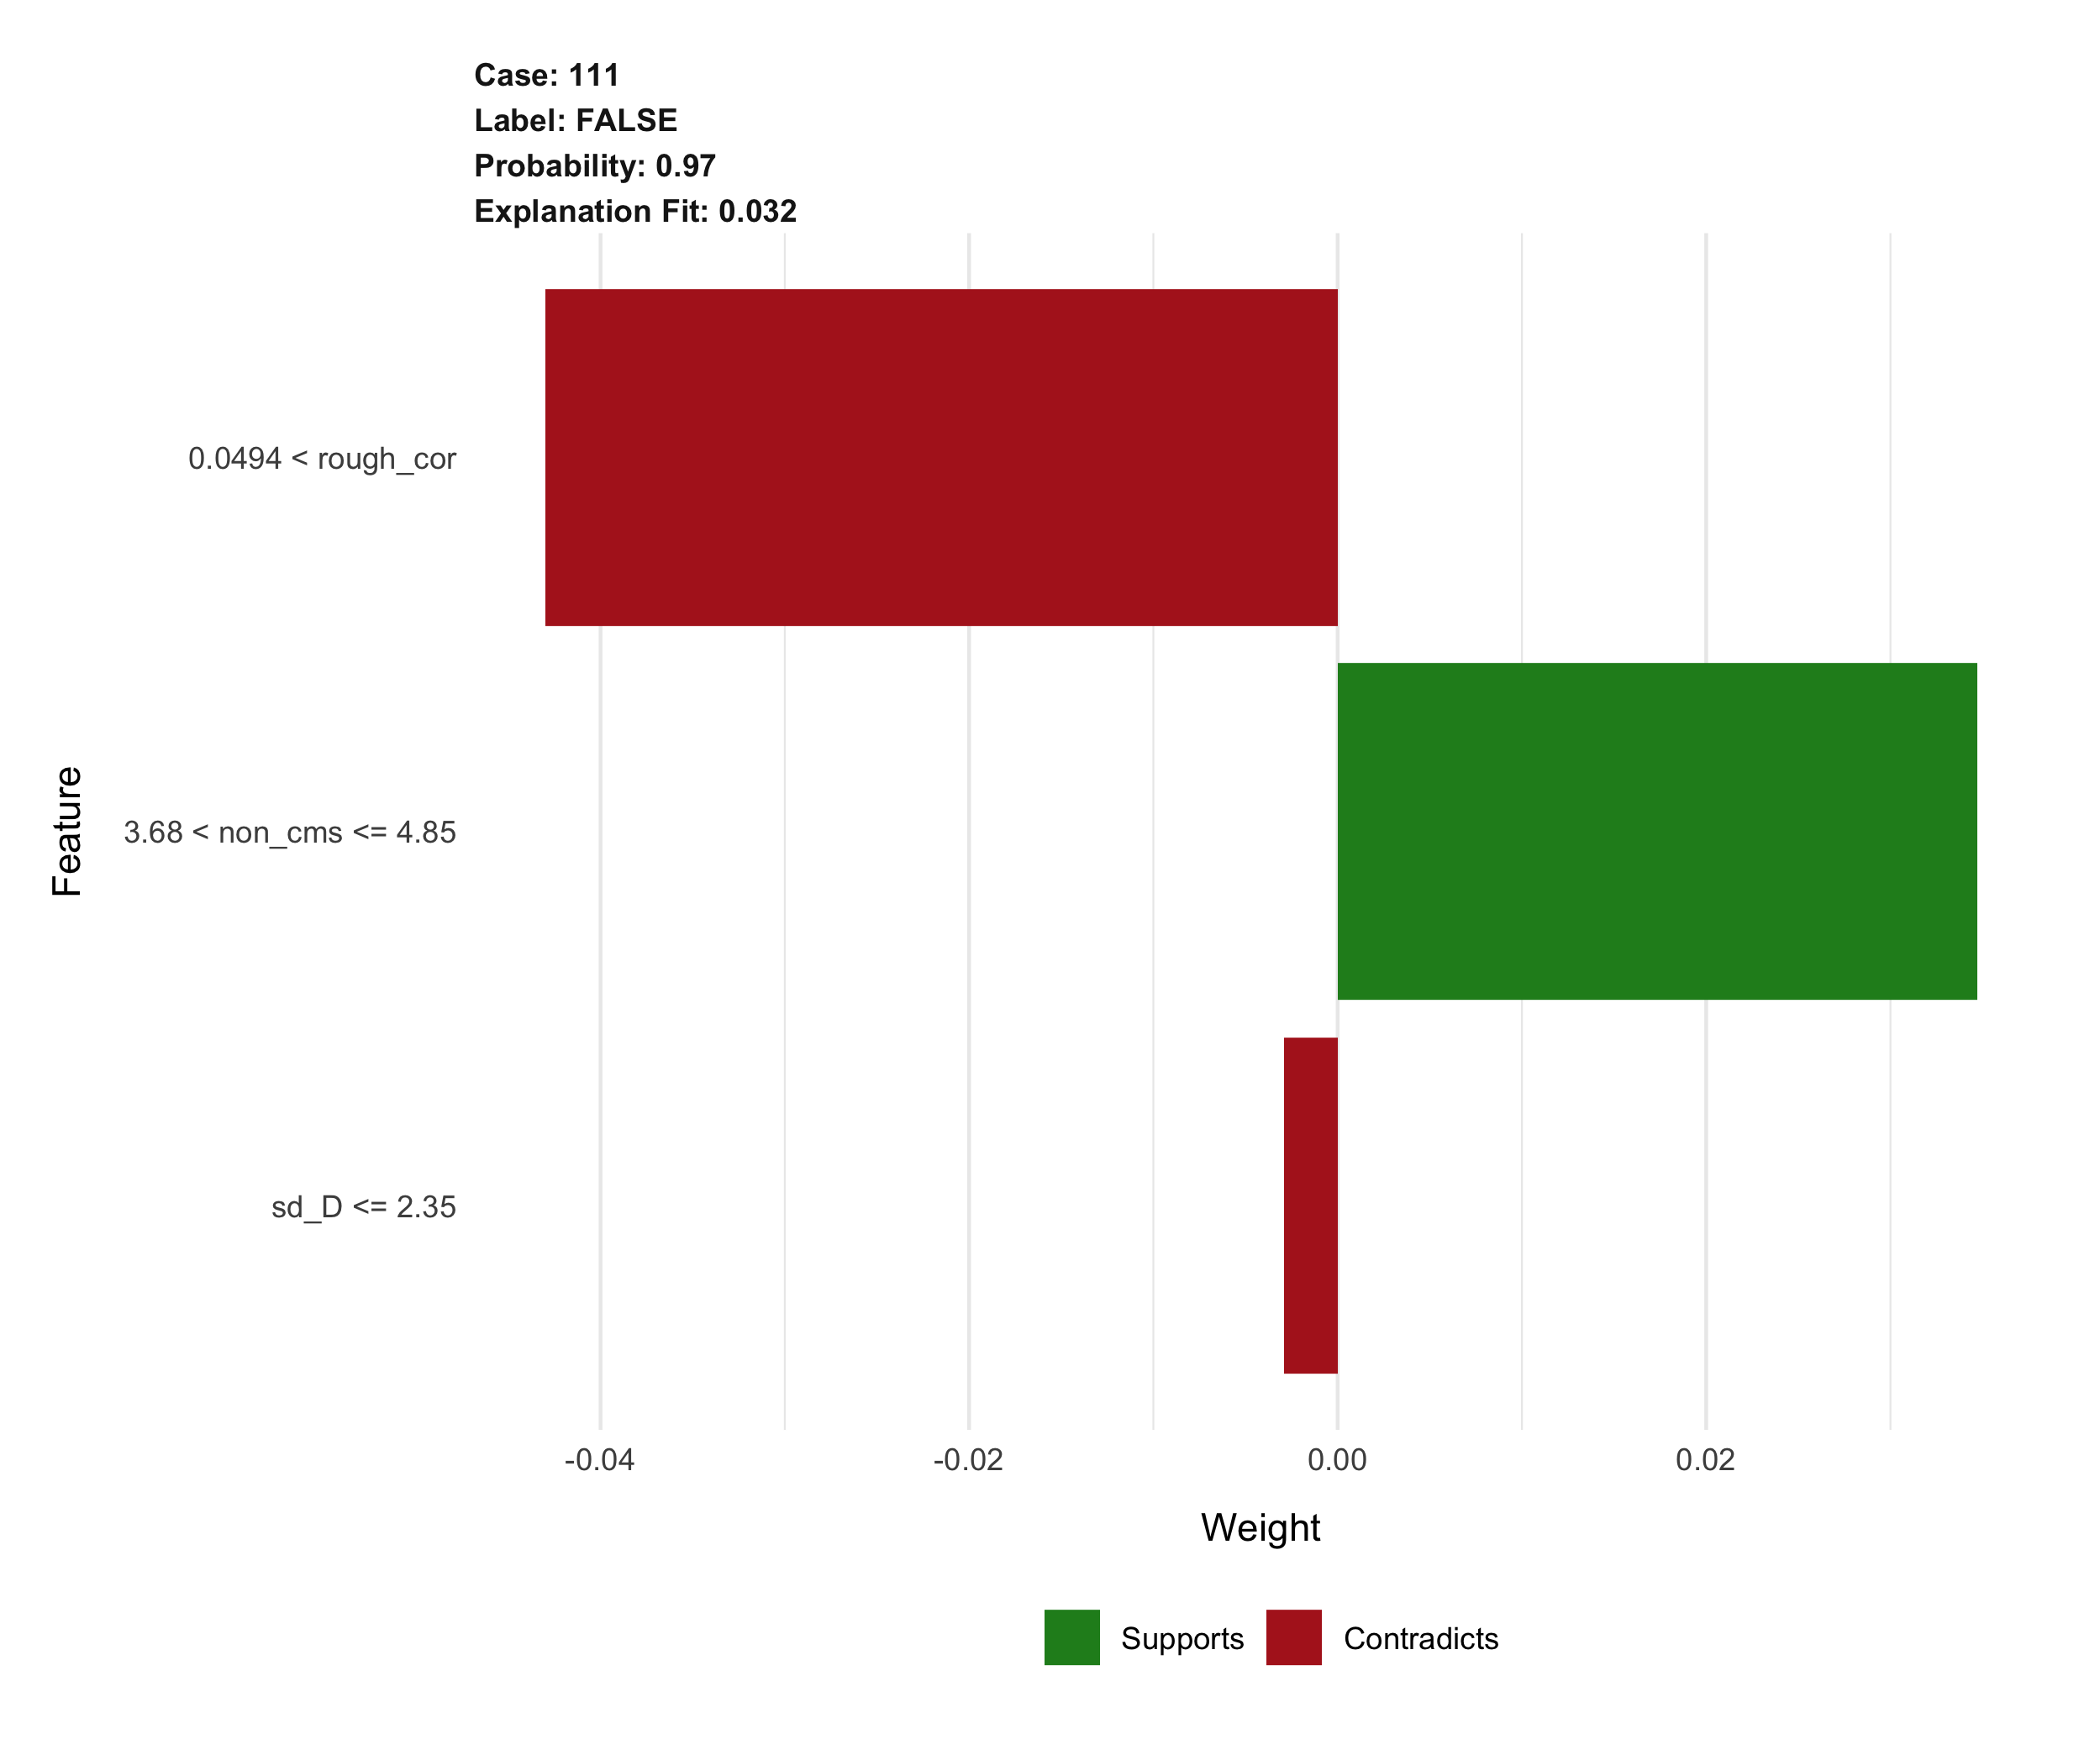 Case: 111
Label: FALSE
Probability: 0.97
Explanation Fit: 0.032
Feature
0.0494 < rough_cor
3.68 < non_cms <= 4.85
sd_D <= 2.35
-0.04 -0.02 0.00 0.02
Weight
Supports Contradicts